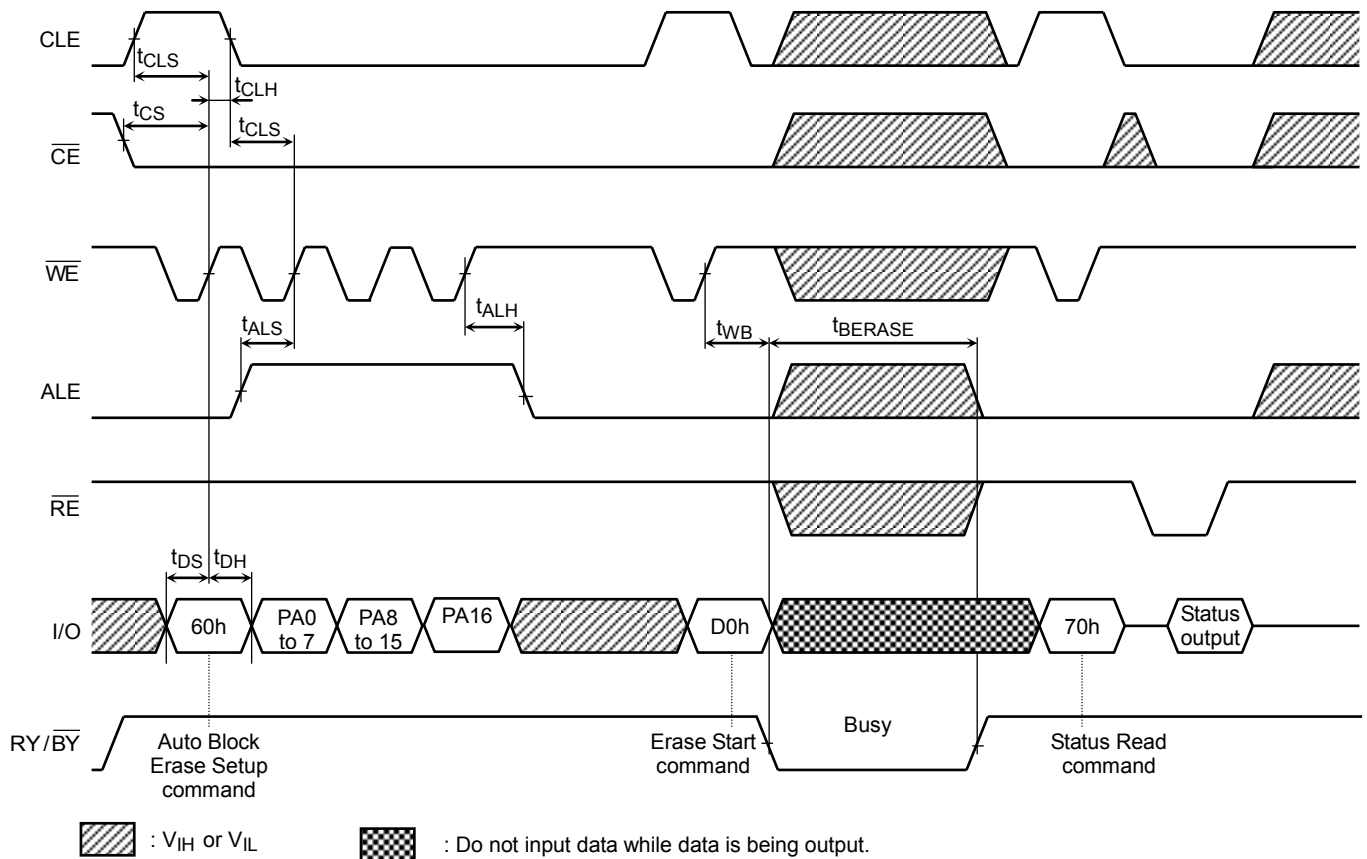 CLE
tCLS
tCLH
tCS
tCLS
CE
WE
tALS
tALH
tWB
tBERASE
ALE
RE
tDS
tDH
I/O
60h
PA0
to 7
PA8
to 15
PA16
D0h
70h
Status
output
RY/BY
Auto Block
Erase Setup
command
Erase Start
command
Busy
Status Read
command
: VIH or VIL
: Do not input data while data is being output.